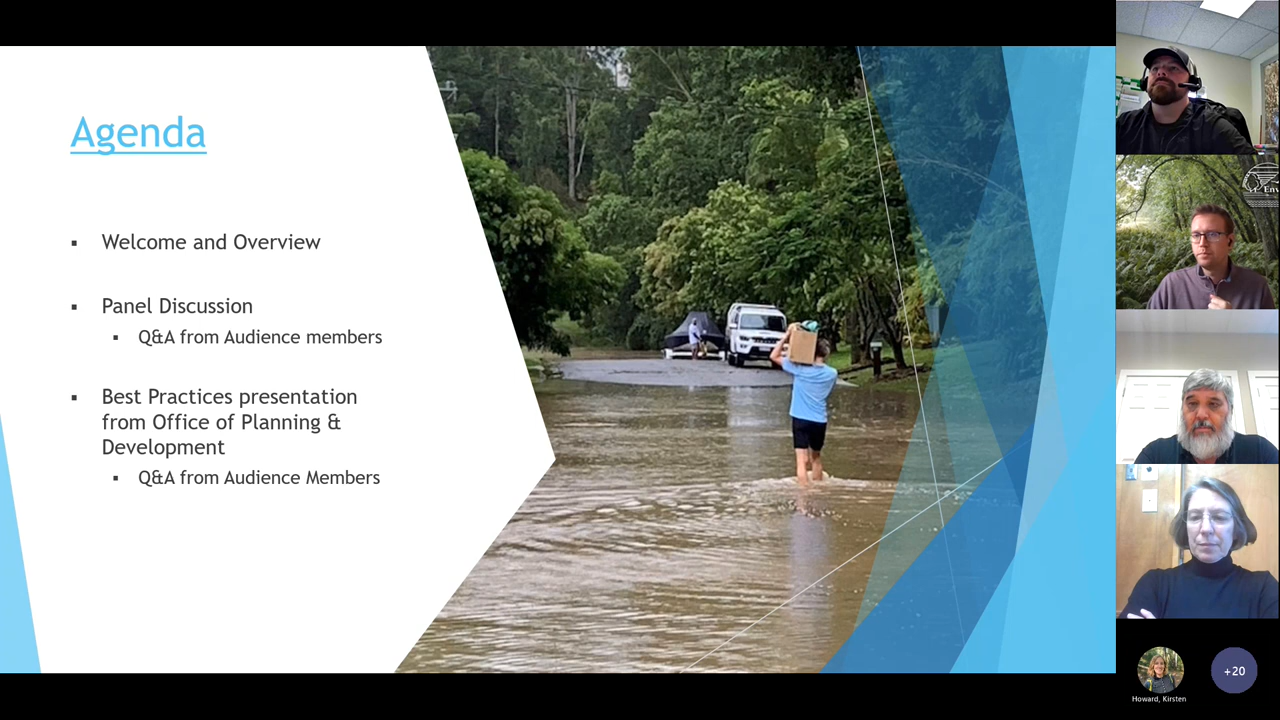 Agenda
▪ Welcome and Overview
▪ Panel Discussion
▪ Q&A from Audience members
▪ Best Practices presentation
from Office of Planning &
Development
▪ Q&A from Audience Members
Env
Howard, Kirsten
+20